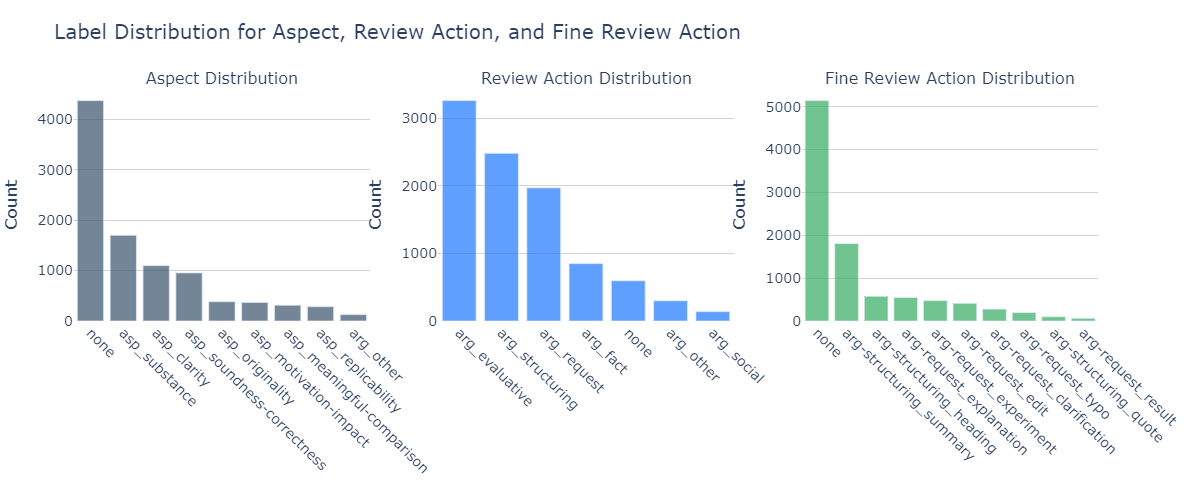 Label Distribution for Aspect, Review Action, and Fine Review Action
Aspect Distribution
Count
4000
3000
2000
1000
0
none
asp_substance
asp_clarity
asp_soundness-correctness
asp_originality
asp_motivation-impact
asp_meaningful-comparison
asp_replicability
arg_other
Review Action Distribution
Count
3000
2000
1000
0
arg_evaluative
arg_structuring
arg_request
arg_fact
none
arg_other
arg_social
Fine Review Action Distribution
Count
5000
4000
3000
2000
1000
0
none
arg-structuring_summary
arg-structuring_heading
arg-request_explanation
arg-request_experiment
arg-request_edit
arg-request_clarification
arg-request_typo
arg-structuring_quote
arg-request_result